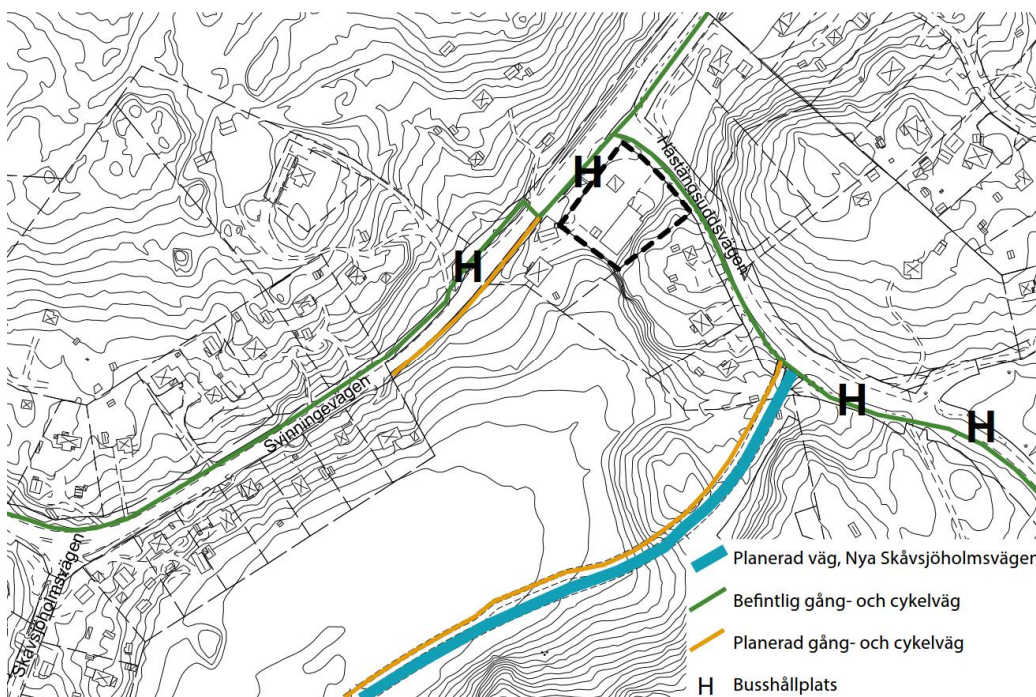 H
Hästängsuddsvägen
H
Svinningevägen
H
H
Skåvsjöholmsvägen
Planerad väg, Nya Skåvsjöholmsvägen
Befintlig gång- och cykelväg
Planerad gång- och cykelväg
H Busshållplats